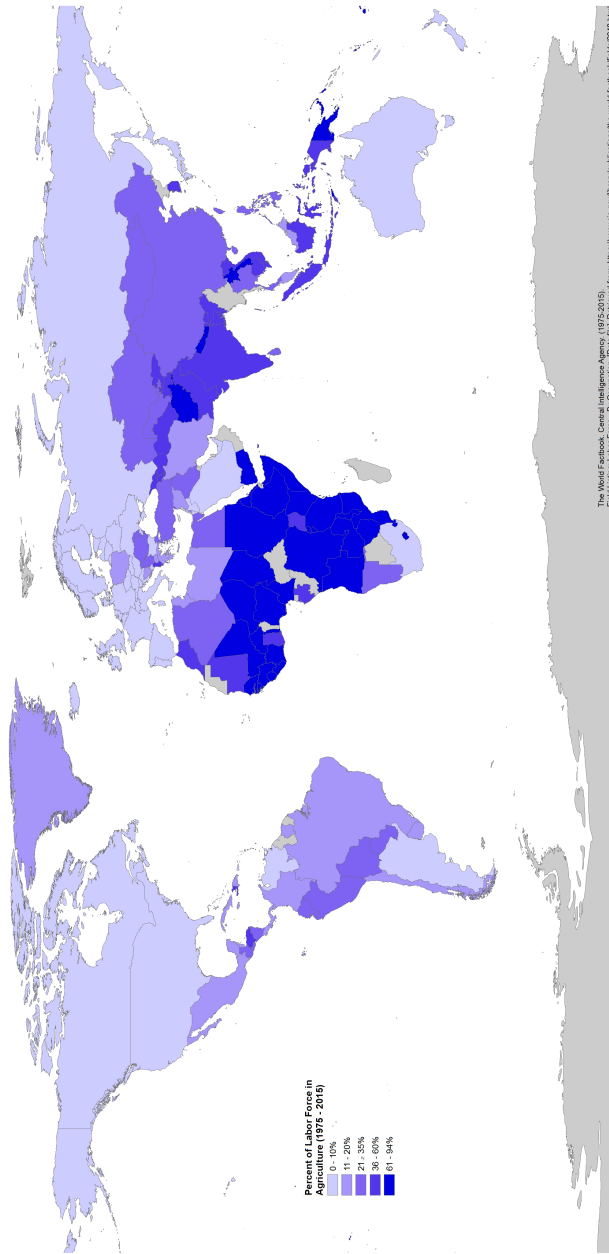 Percent of Labor Force in
Agriculture (1975 - 2015)
0 - 10%
11 - 20%
21 - 35%
36 - 60%
61 - 94%
The World Factbook. Central Intelligence Agency. (1975-2015).